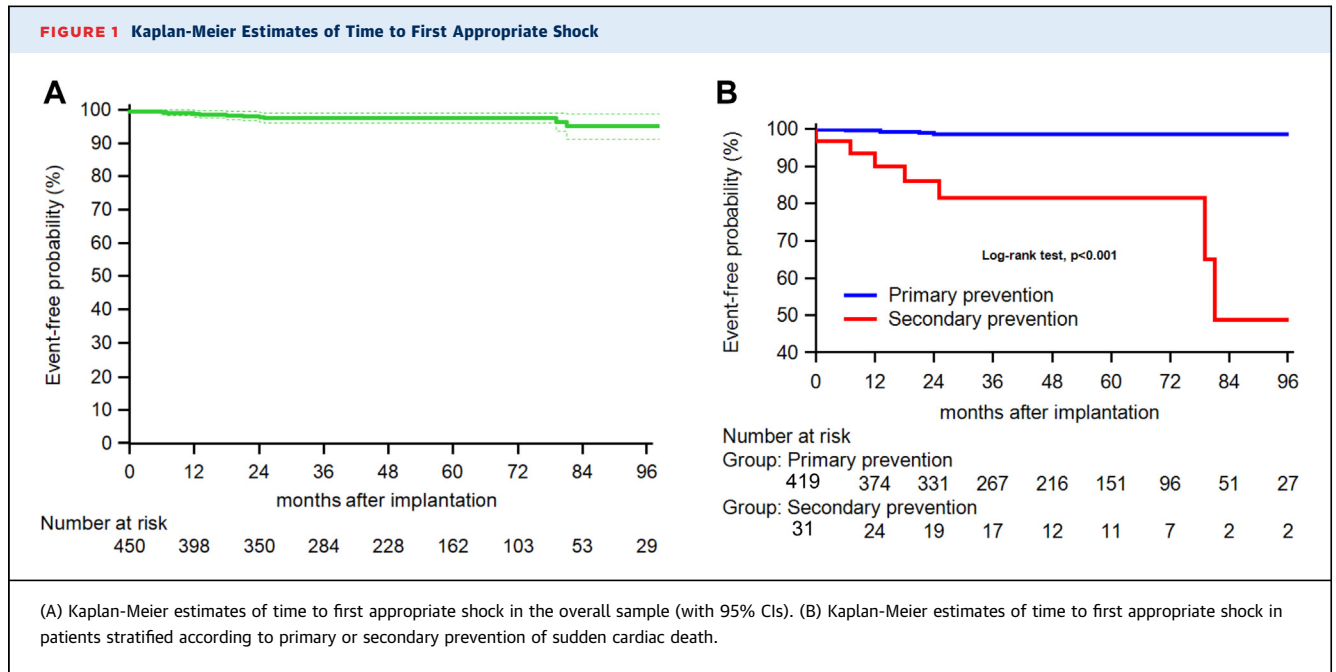 FIGURE 1 Kaplan-Meier Estimates of Time to First Appropriate Shock
A
Event-free probability (%)
100
90
80
70
60
50
40
30
20
10
0
0 12 24 36 48 60 72 84 96
months after implantation
Number at risk
450 398 350 284 228 162 103 53 29
B
Event-free probability (%)
100
90
80
70
60
50
40
Log-rank test, p<0.001
Primary prevention
Secondary prevention
0 12 24 36 48 60 72 84 96
months after implantation
Number at risk
Group: Primary prevention
419 374 331 267 216 151 96 51 27
Group: Secondary prevention
31 24 19 17 12 11 7 2 2
(A) Kaplan-Meier estimates of time to first appropriate shock in the overall sample (with 95% CIs). (B) Kaplan-Meier estimates of time to first appropriate shock in
patients stratified according to primary or secondary prevention of sudden cardiac death.